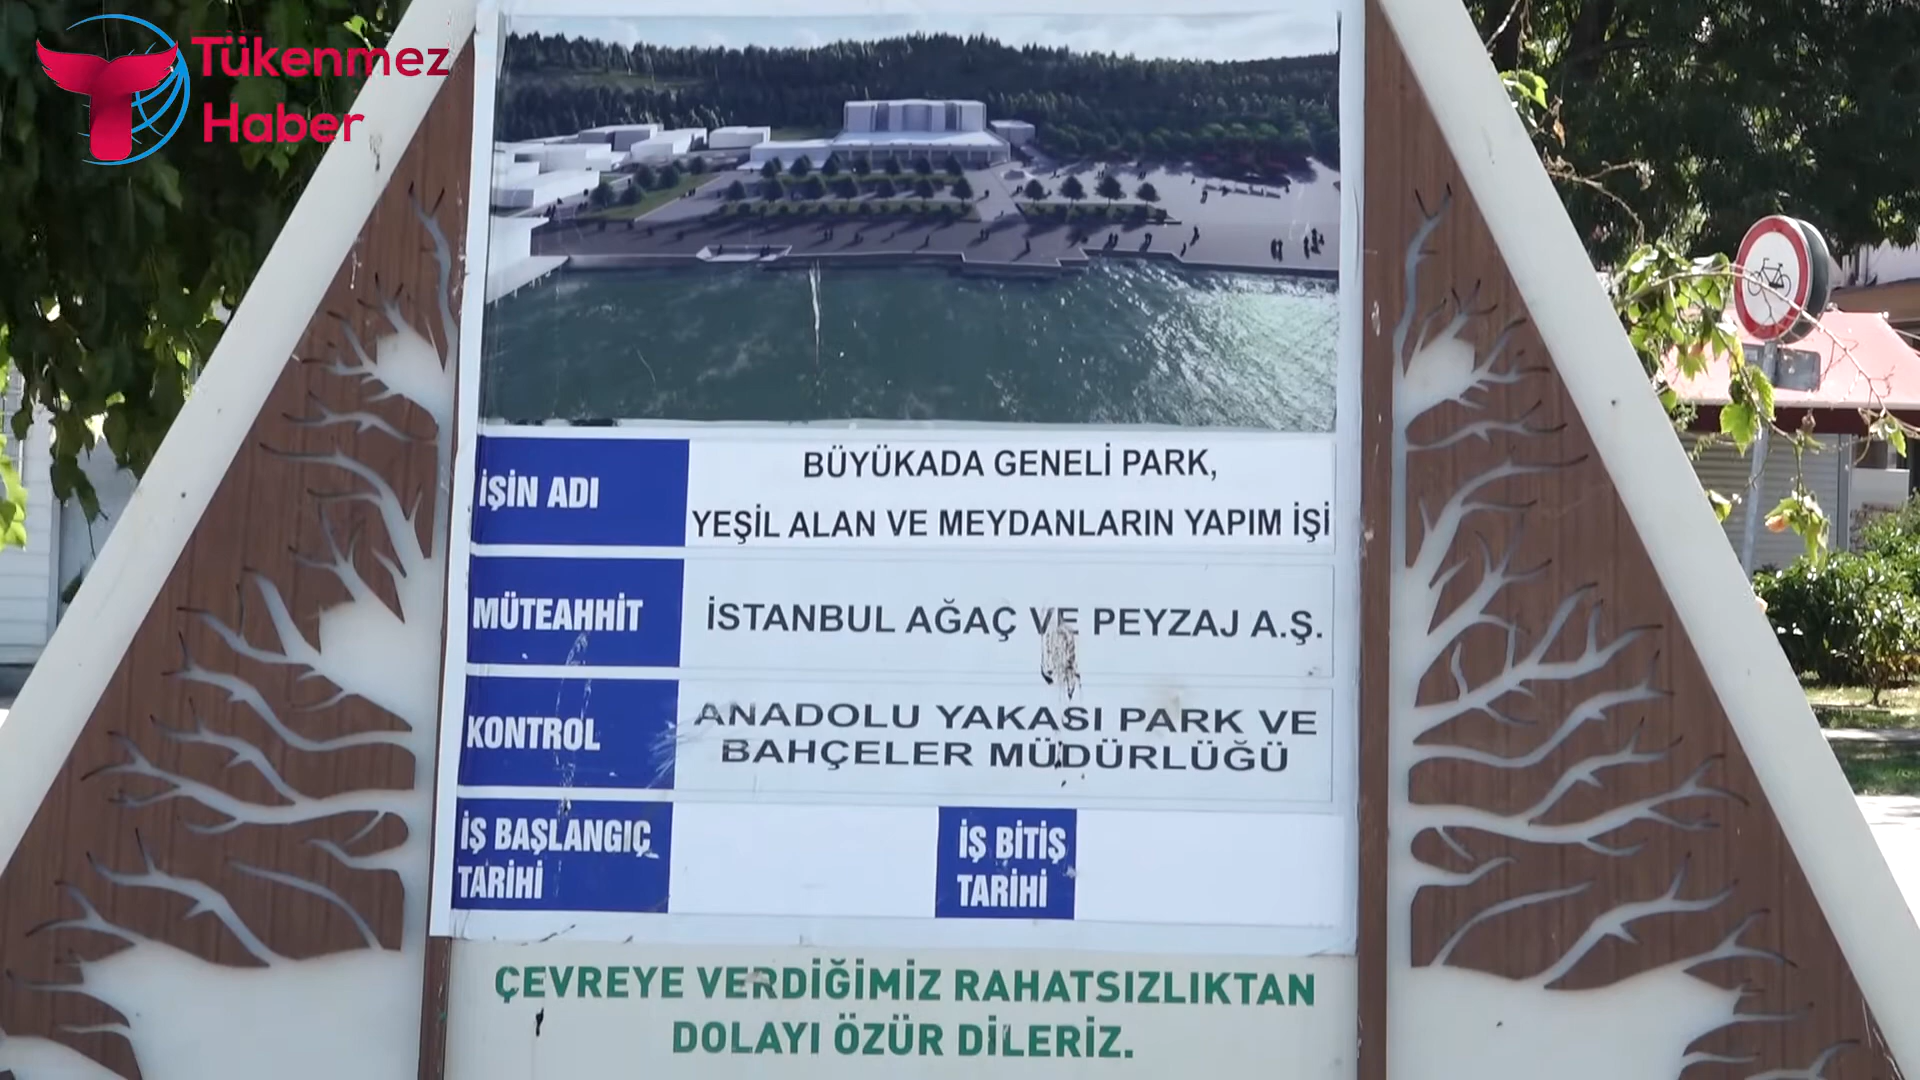 Tükenmez
Haber
İŞİN ADI
BÜYÜKADA GENELİ PARK,
YEŞİL ALAN VE MEYDANLARIN YAPIM İŞİ
MÜTEAHHİT
İSTANBUL AĞAÇ VE PEYZAJ A.Ş.
KONTROL
ANADOLU YAKASI PARK VE
BAHÇELER MÜDÜRLÜĞÜ
İŞ BAŞLANGIÇ
TARİHİ
İŞ BİTİŞ
TARİHİ
ÇEVREYE VERDİĞİMİZ RAHATSIZLIKTAN
DOLAYI ÖZÜR DİLERİZ.